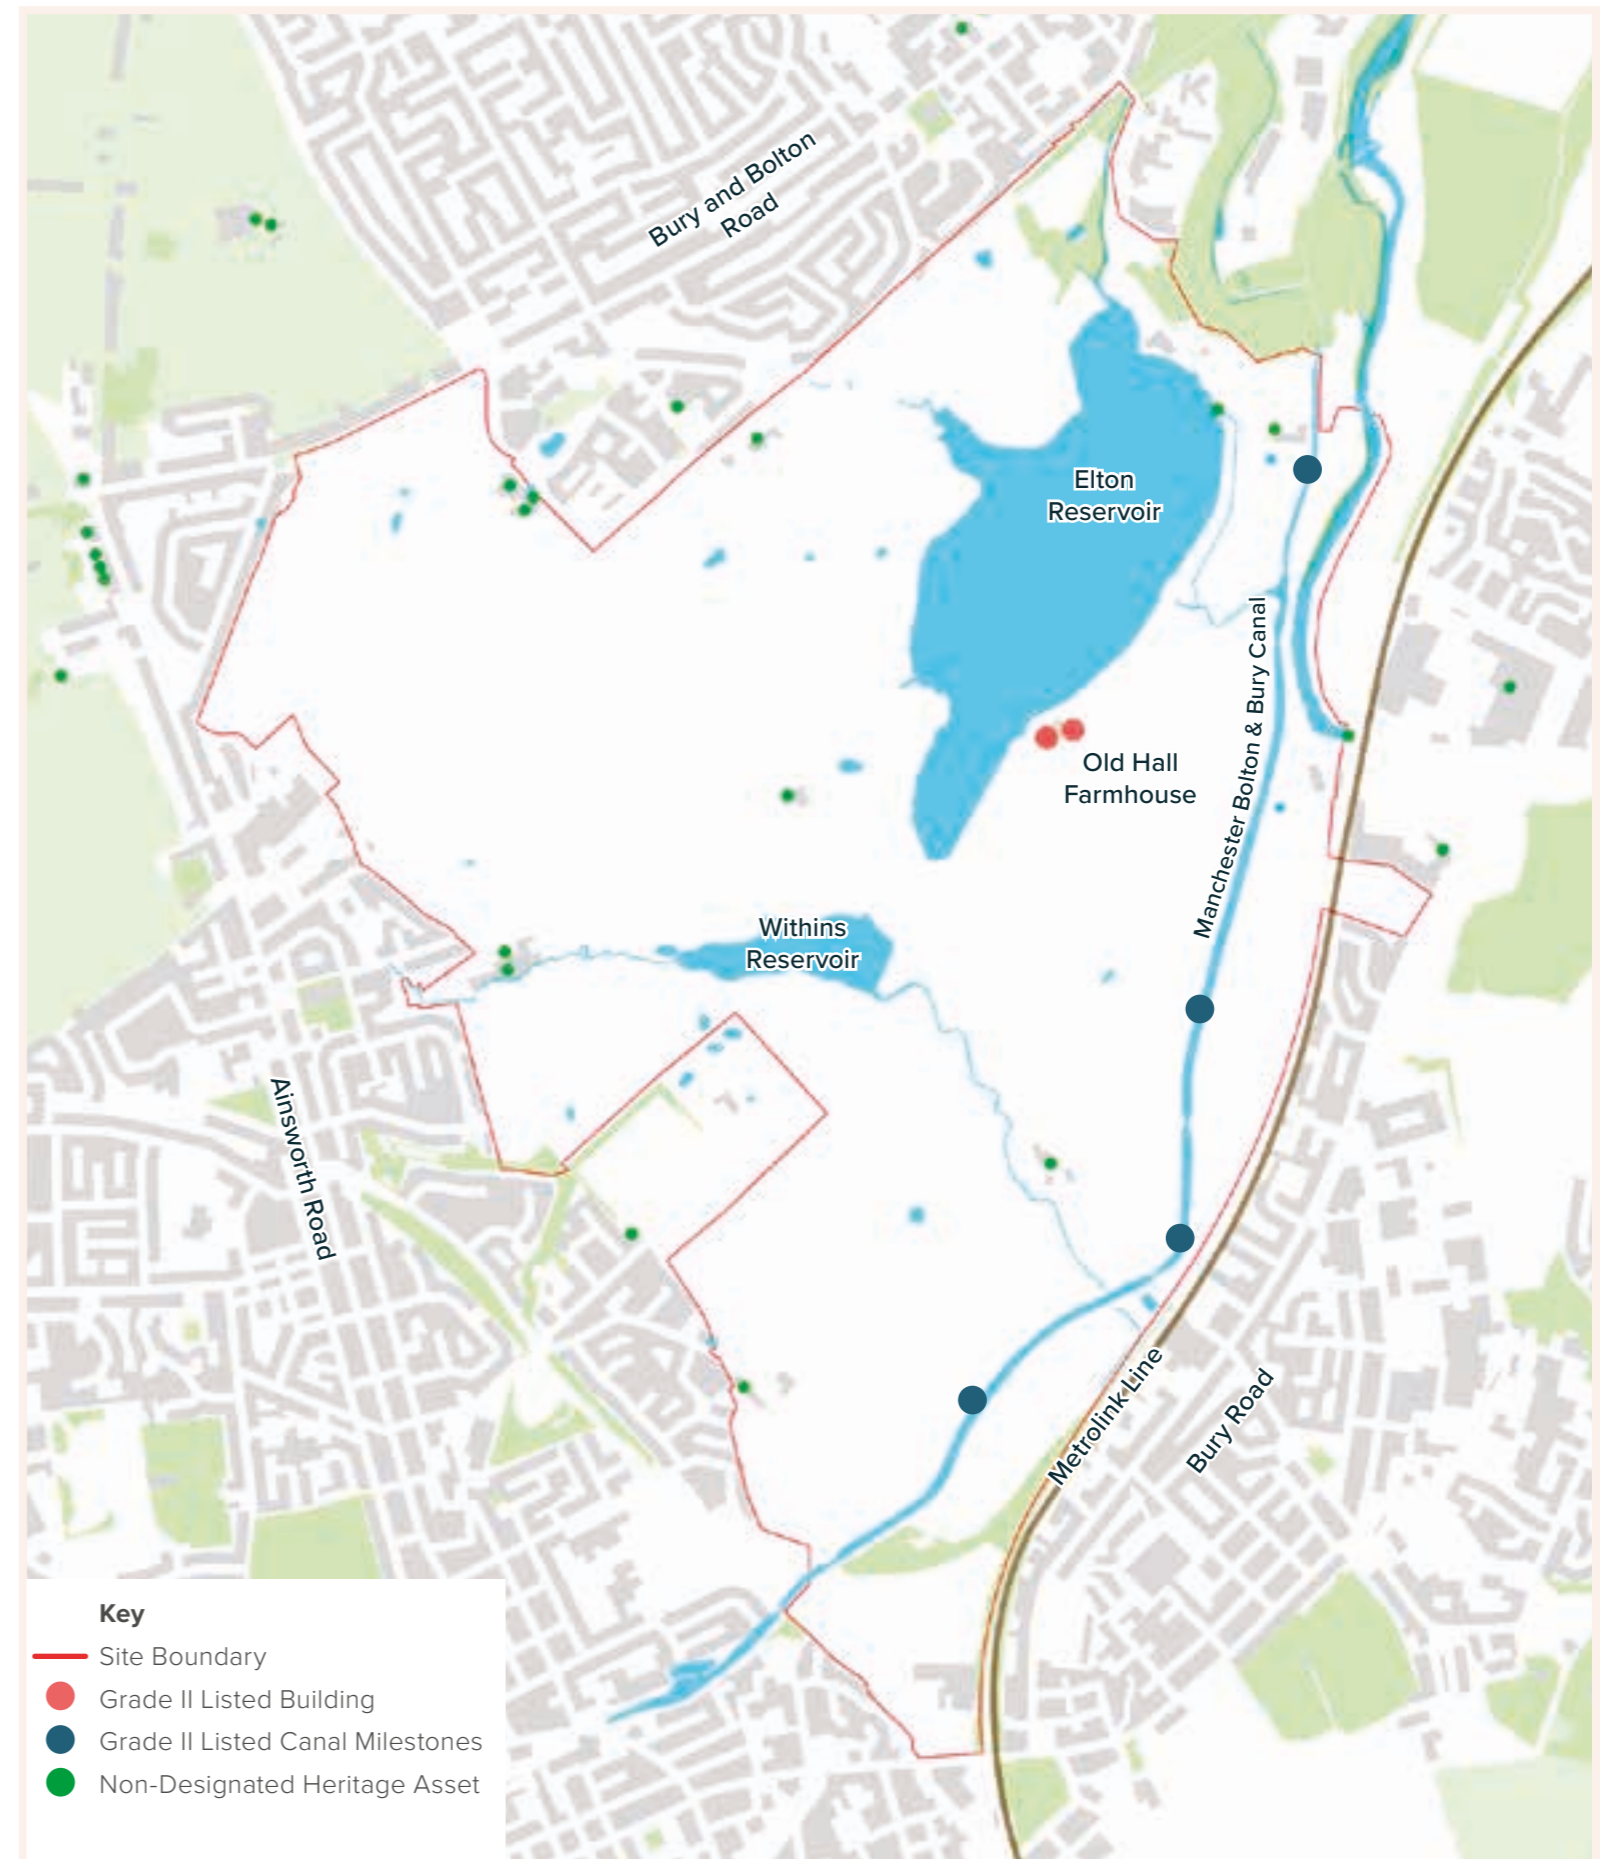 Bury and Bolton
Road
Elton
Reservoir
Manchester Bolton & Bury Canal
Old Hall
Farmhouse
Withins
Reservoir
Ainsworth Road
Metrolink Line
Bury Road
Key
Site Boundary
Grade II Listed Building
Grade II Listed Canal Milestones
Non-Designated Heritage Asset